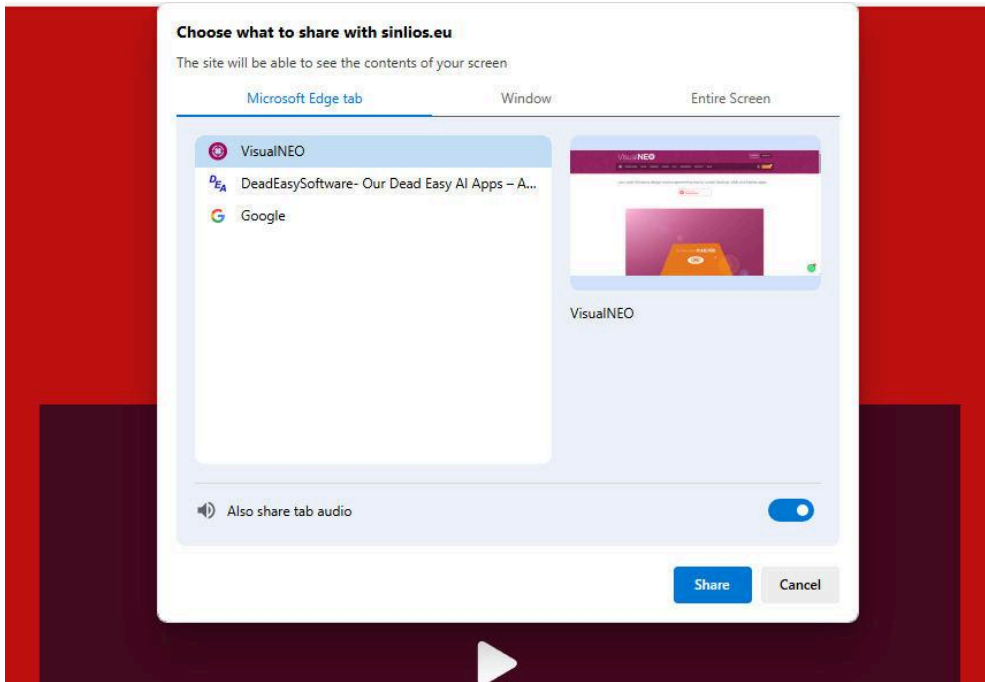 Choose what to share with sinlios.eu
The site will be able to see the contents of your screen
Microsoft Edge tab
Window
Entire Screen
VisualNEO
DEA
DeadEasySoftware- Our Dead Easy AI Apps – A...
Google
VisualNEO
VisualNEO
Also share tab audio
Share
Cancel